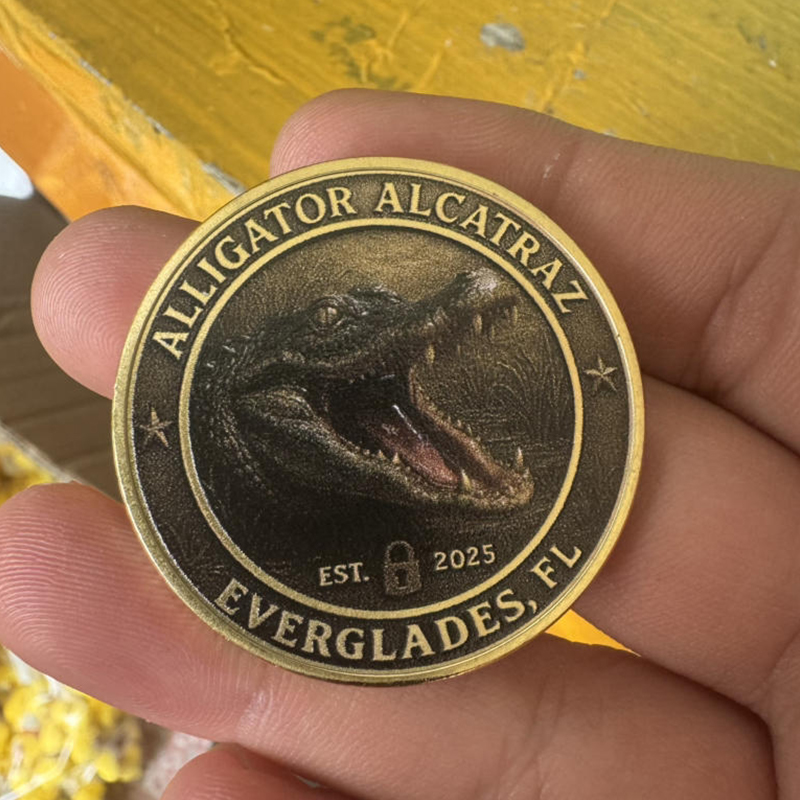 ALLIGATOR ALCATRAZ
EST. 2025
EVERGLADES, FL